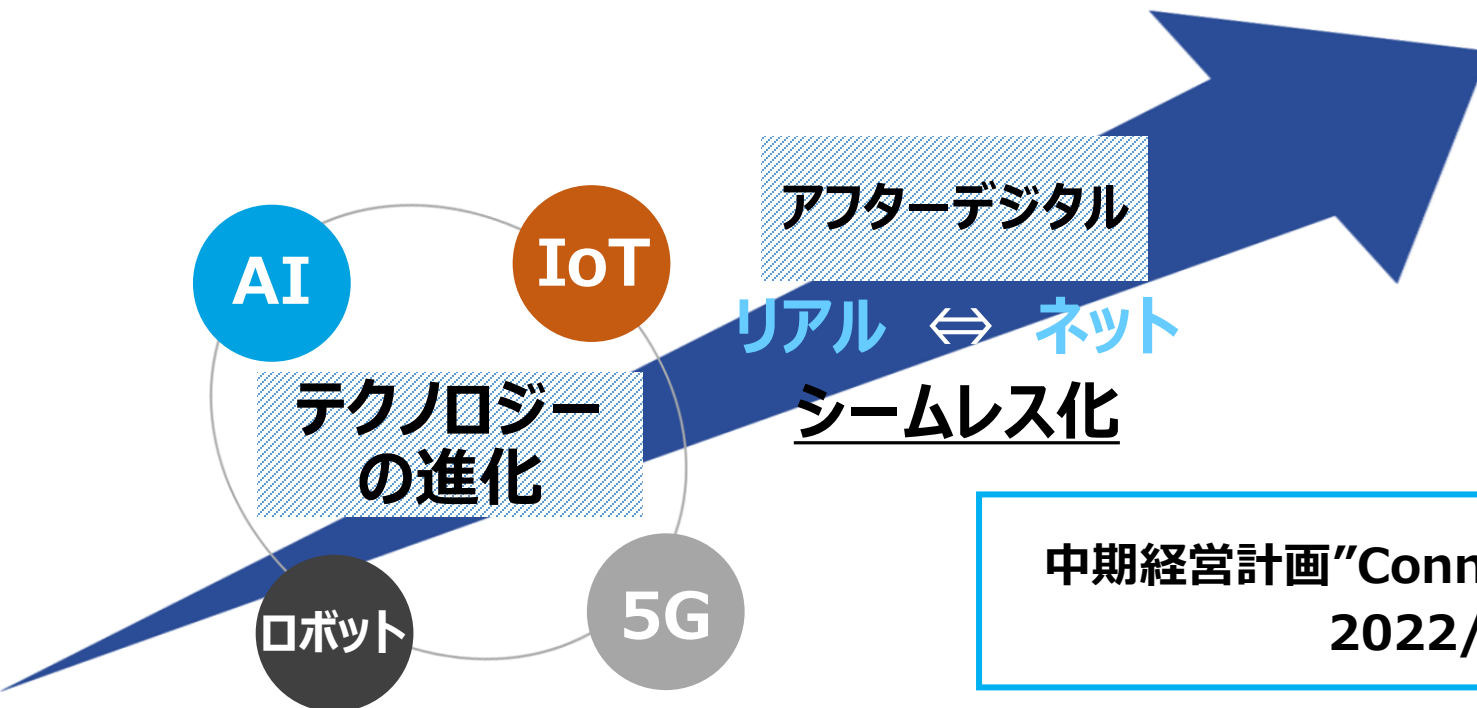 アフターデジタル
AI
IoT
リアル ⇔ ネット
テクノロジー
の進化
シームレス化
ロボット
5G
中期経営計画”Conn
2022/